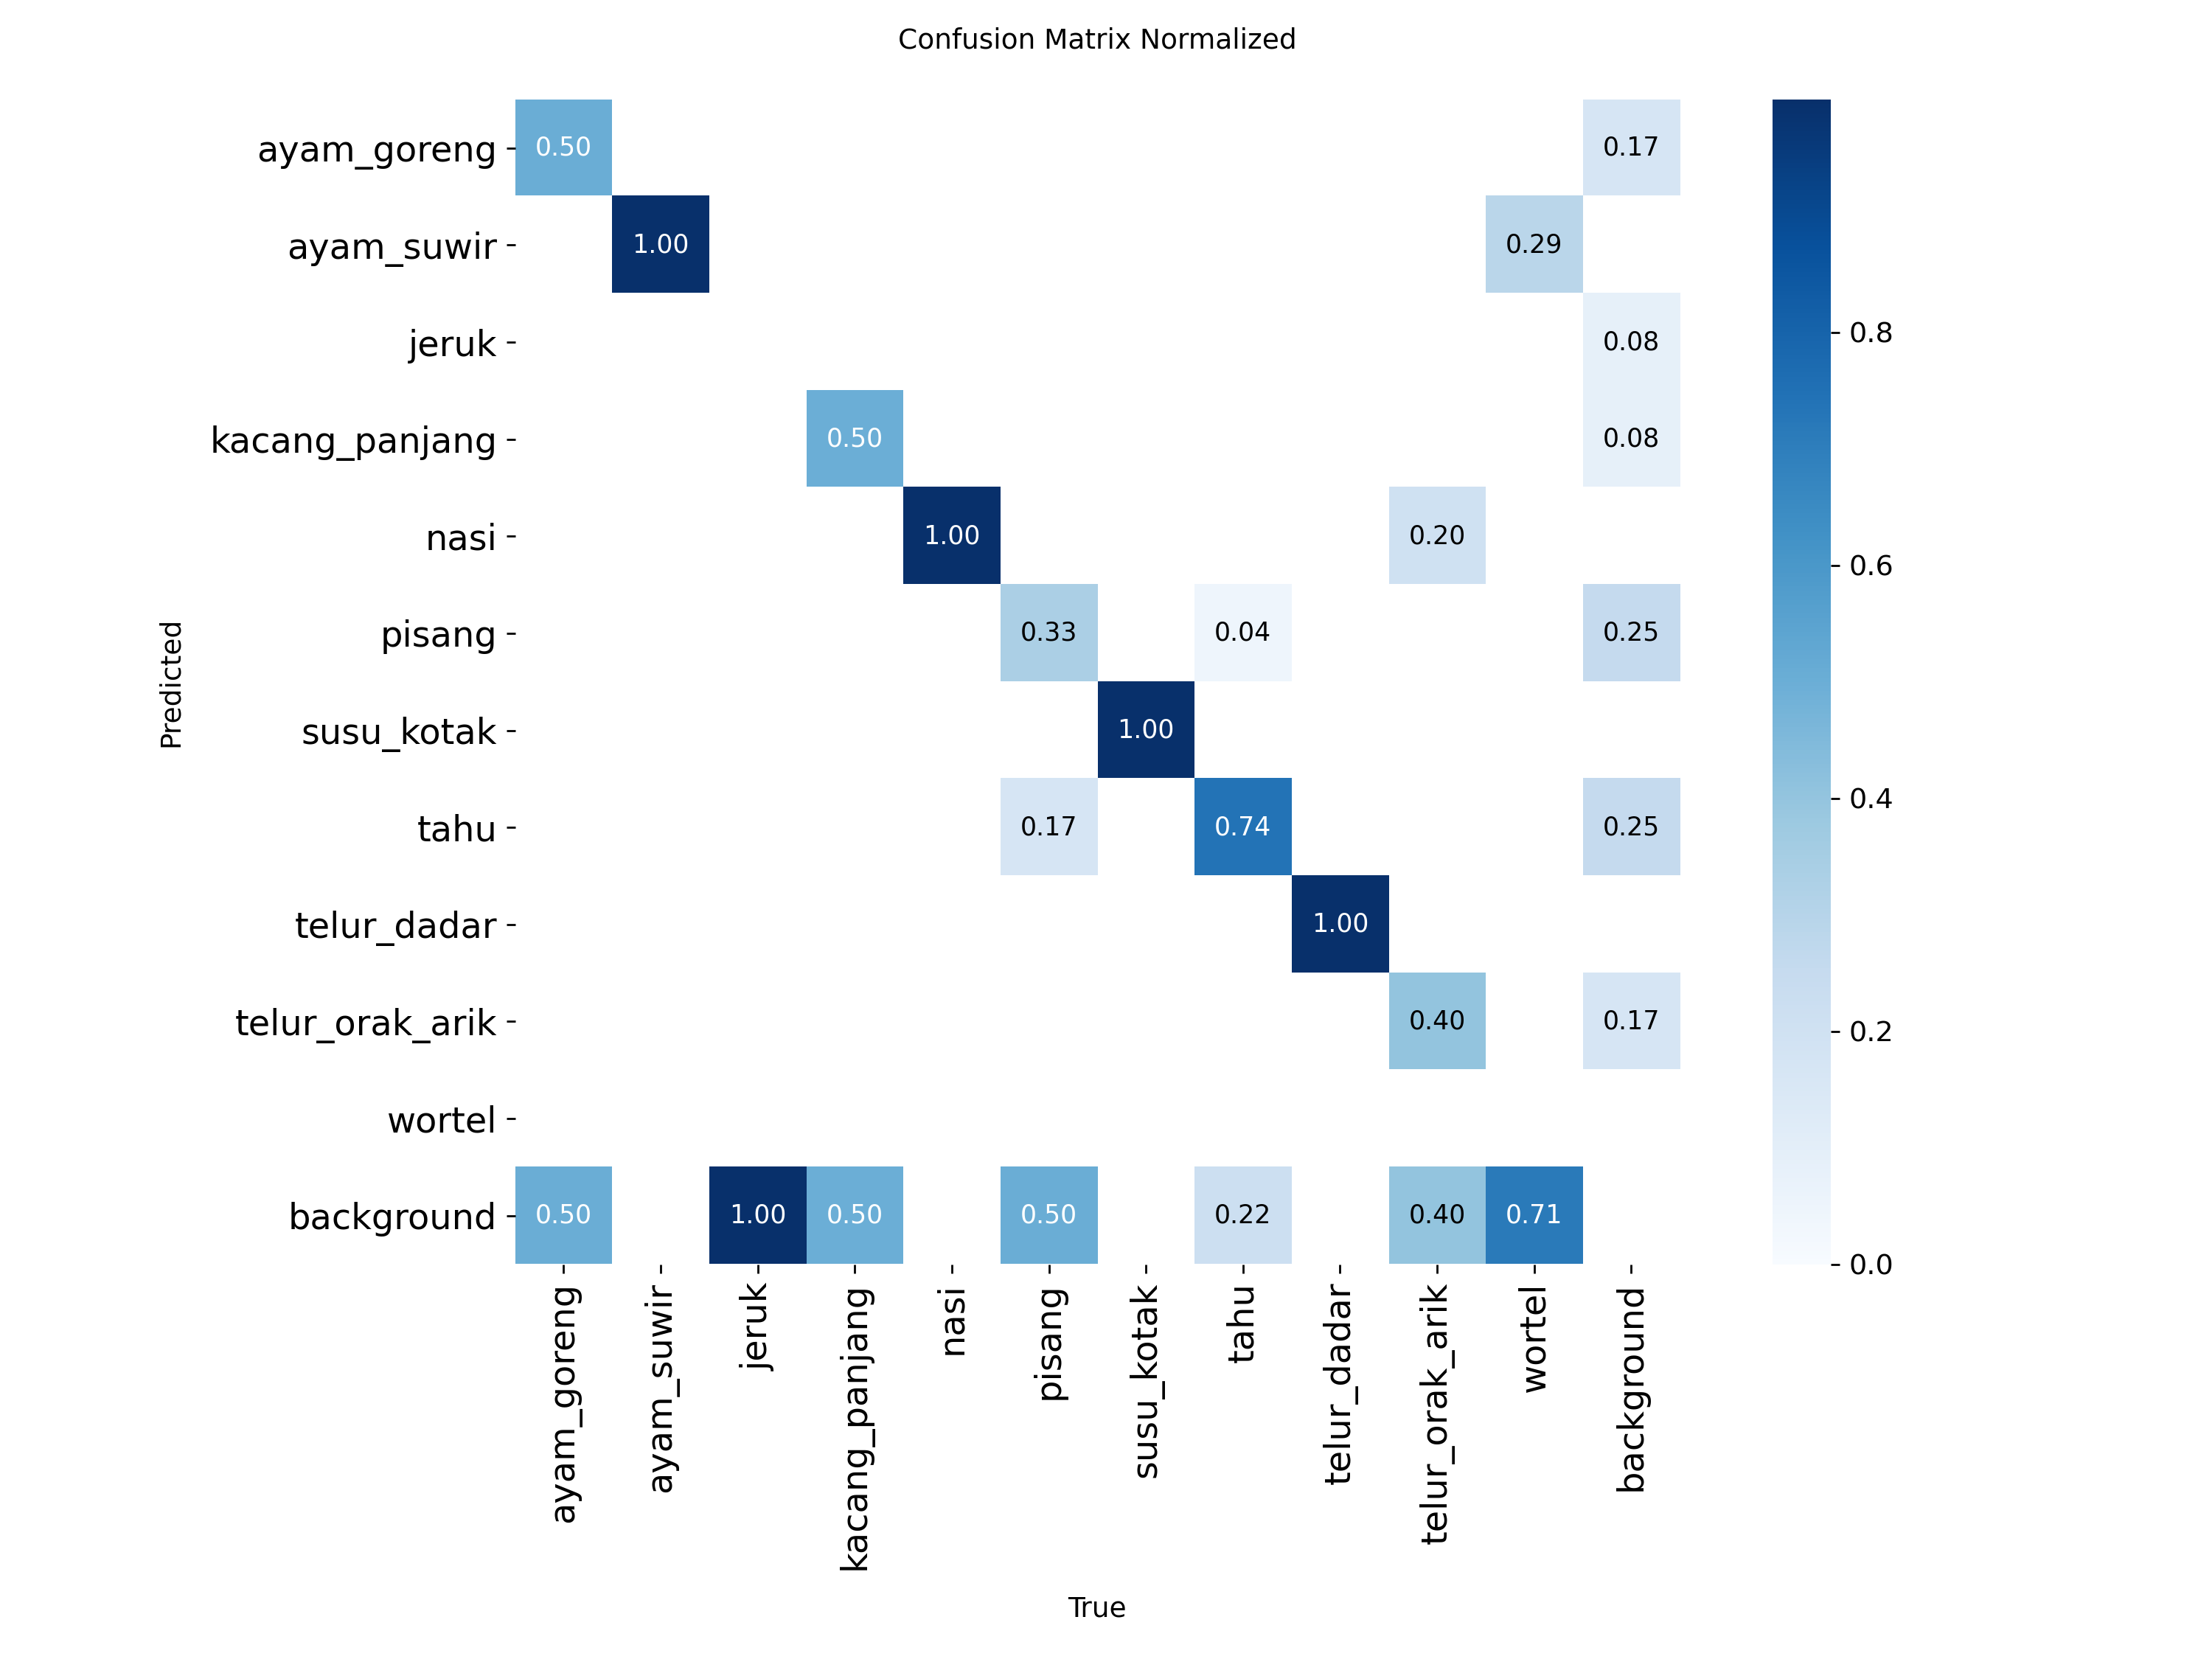 Confusion Matrix Normalized
Predicted
ayam_goreng 0.50 0.17
ayam_suwir 1.00 0.29
jeruk 0.08
kacang_panjang 0.50 0.08
nasi 1.00 0.20
pisang 0.33 0.04 0.25
susu_kotak 1.00
tahu 0.17 0.74 0.25
telur_dadar 1.00
telur_orak_arik 0.40 0.17
wortel
background 0.50 1.00 0.50 0.50 0.22 0.40 0.71
ayam_goreng
ayam_suwir
jeruk
kacang_panjang
nasi
pisang
susu_kotak
tahu
telur_dadar
telur_orak_arik
wortel
background
True
0.8
0.6
0.4
0.2
0.0